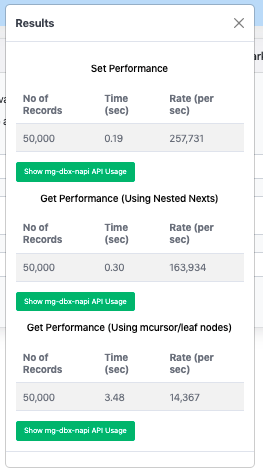 Results
Set Performance
No of Records
Time (sec)
Rate (per sec)
50,000
0.19
257,731
Show mg-dbx-napi API Usage
Get Performance (Using Nested Nexts)
No of Records
Time (sec)
Rate (per sec)
50,000
0.30
163,934
Show mg-dbx-napi API Usage
Get Performance (Using mcursor/leaf nodes)
No of Records
Time (sec)
Rate (per sec)
50,000
3.48
14,367
Show mg-dbx-napi API Usage